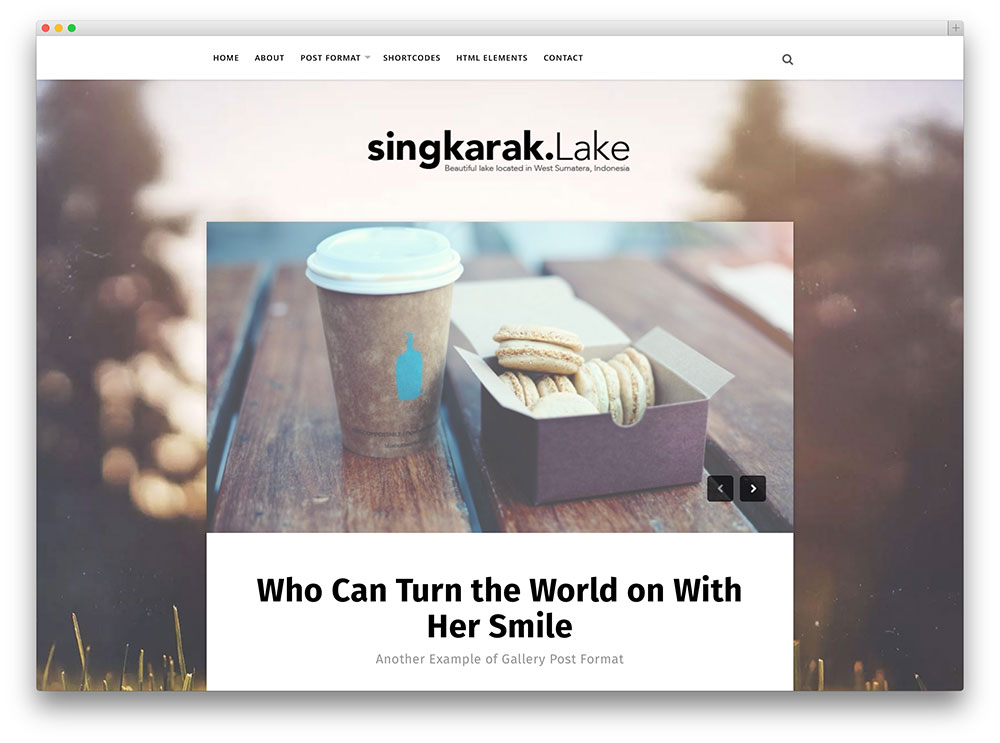 HOME ABOUT POST FORMAT SHORTCODES HTML ELEMENTS CONTACT
singkarak.Lake
Beautiful lake located in West Sumatera, Indonesia
Who Can Turn the World on With
Her Smile
Another Example of Gallery Post Format